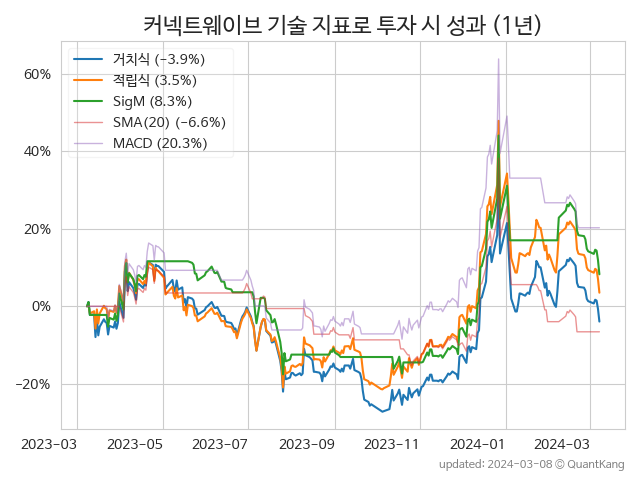 커넥트웨이브 기술 지표로 투자 시 성과 (1년)
거치식 (−3.9%)
적립식 (3.5%)
SigM (8.3%)
SMA(20) (−6.6%)
MACD (20.3%)
60%
40%
20%
0%
−20%
2023−03 2023−05 2023−07 2023−09 2023−11 2024−01 2024−03
updated: 2024−03−08 © QuantKang